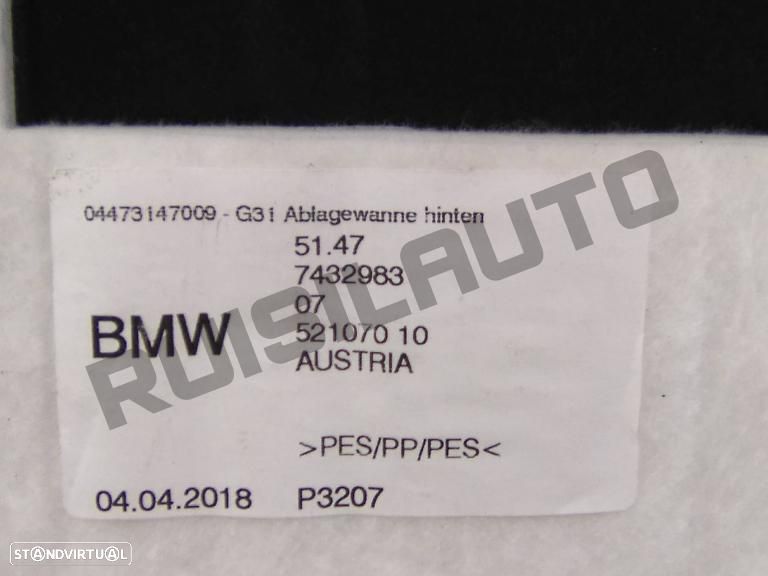 04473147009 - G31 Ablagewanne hinten
51.47
7432983
07
BMW
521070 10
AUSTRIA
>PES/PP/PES<
04.04.2018 P3207
RUISILAUTO
STANDVIRTUAL